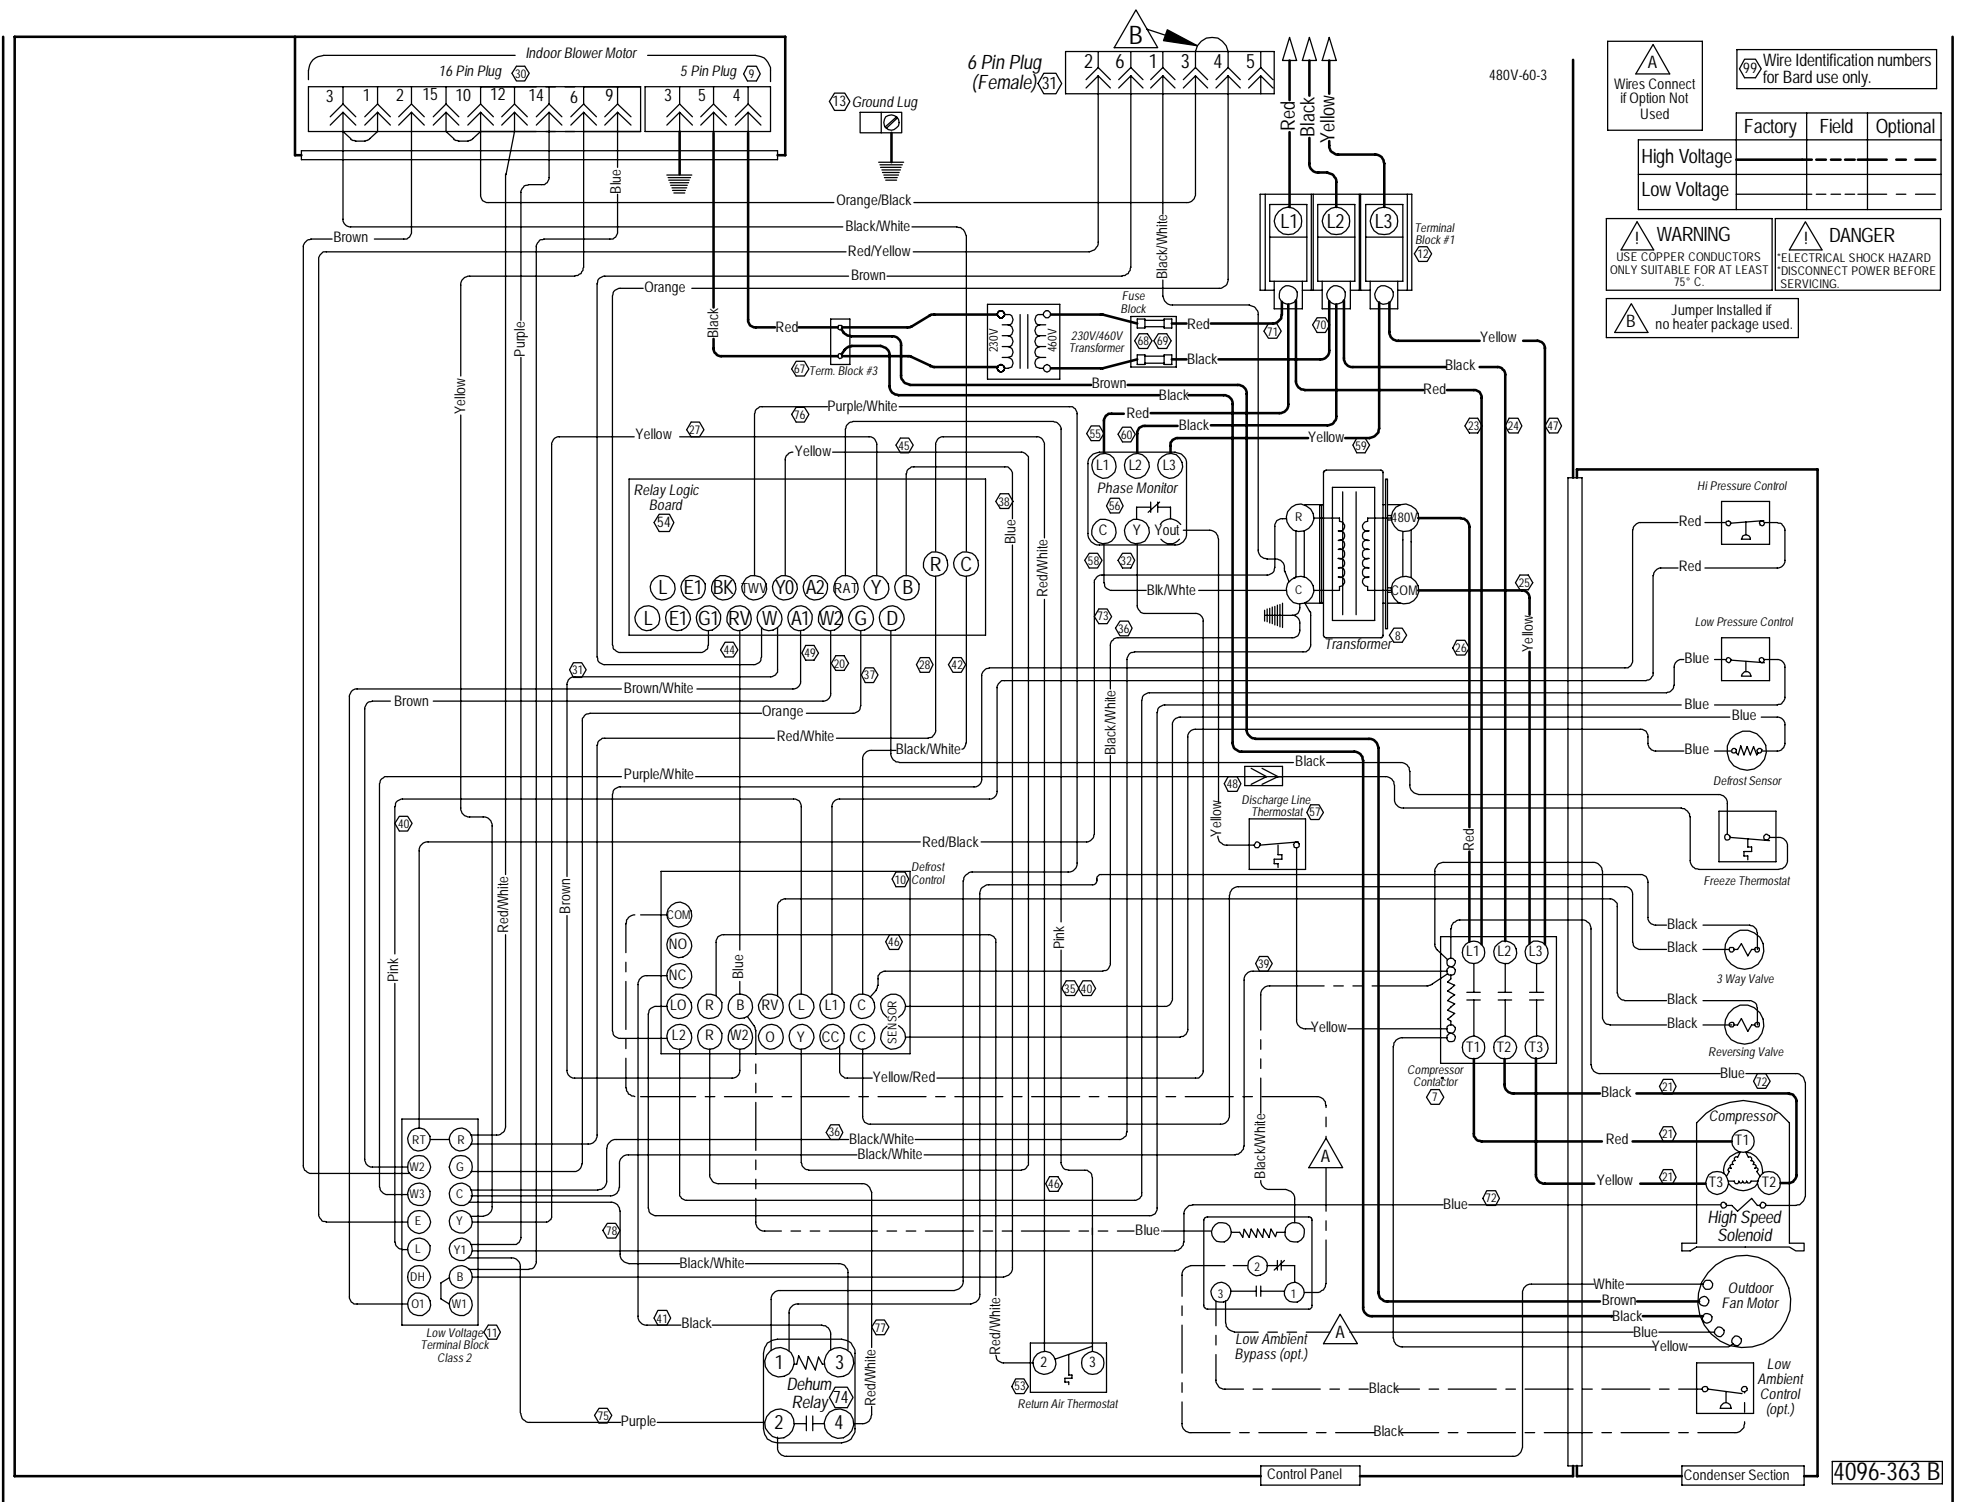 Indoor Blower Motor
16 Pin Plug 30
5 Pin Plug 9
3 1 2 15 10 12 14 6 9
3 5 4
13 Ground Lug
B
6 Pin Plug
(Female) 31
2 6 1 3 4 5
480V-60-3
A
Wires Connect
if Option Not
Used
99 Wire Identification numbers
for Bard use only.
Factory Field Optional
High Voltage
Low Voltage
! WARNING
USE COPPER CONDUCTORS
ONLY SUITABLE FOR AT LEAST
75° C.
! DANGER
*ELECTRICAL SHOCK HAZARD
*DISCONNECT POWER BEFORE
SERVICING.
B
Jumper Installed if
no heater package used.
Red
Black
Yellow
L1 L2 L3
Terminal
Block #1
12
Blue
Orange/Black
Black/White
Brown
Red/Yellow
Brown
Orange
Black/White
Purple
Yellow
Black
Red
67 Term. Block #3
230V
460V
230V/460V
Transformer
Fuse
Block
68 69
Red
Black
71
70
Yellow
Black
Red
Brown
Black
Red
Black
Yellow
55
60
59
23
24
47
76
Purple/White
27
Yellow
45
Yellow
Relay Logic
Board
54
38
Blue
Red/White
R C
L E1 BK TWV Y0 A2 RAT Y B
L E1 G1 RV W A1 W2 G D
L1 L2 L3
Phase Monitor
56
C Y Yout
58
32
Blk/Whte
73
36
R
C
480V
COM
Transformer
8
25
26
Yellow
Hi Pressure Control
Red
Red
Low Pressure Control
Blue
Blue
Blue
Blue
Defrost Sensor
44
31
49
20
37
28
42
Brown/White
Brown
Orange
Red/White
Black/White
Black/White
Purple/White
Black
48
Discharge Line
Thermostat 57
Yellow
Freeze Thermostat
40
Red/Black
Red
10 Defrost
Control
COM
NO
NC
LO R B RV L L1 C SENSOR
L2 R W2 O Y CC C
46
Blue
Brown
Red/White
Pink
Pink
35 40
39
Yellow
Black
Black
3 Way Valve
Black
Black
Reversing Valve
L1 L2 L3
T1 T2 T3
Compressor
Contactor
7
Yellow/Red
Blue
72
Black
21
Red
21
Yellow
21
Compressor
T1
T3 T2
High Speed
Solenoid
36
Black/White
Black/White
Black/White
A
46
72
Blue
RT R
W2 G
W3 C
E Y
L Y1
DH B
O1 W1
Low Voltage 11
Terminal Block
Class 2
78
Black/White
Blue
2
3
1
Low Ambient
Bypass (opt.)
A
White
Brown
Black
Blue
Yellow
Outdoor
Fan Motor
41
Black
77
Red/White
Red/White
1 3
Dehum
Relay 74
2 4
75
Purple
2 3
53
Return Air Thermostat
Black
Black
Low
Ambient
Control
(opt.)
Control Panel
Condenser Section
4096-363 B